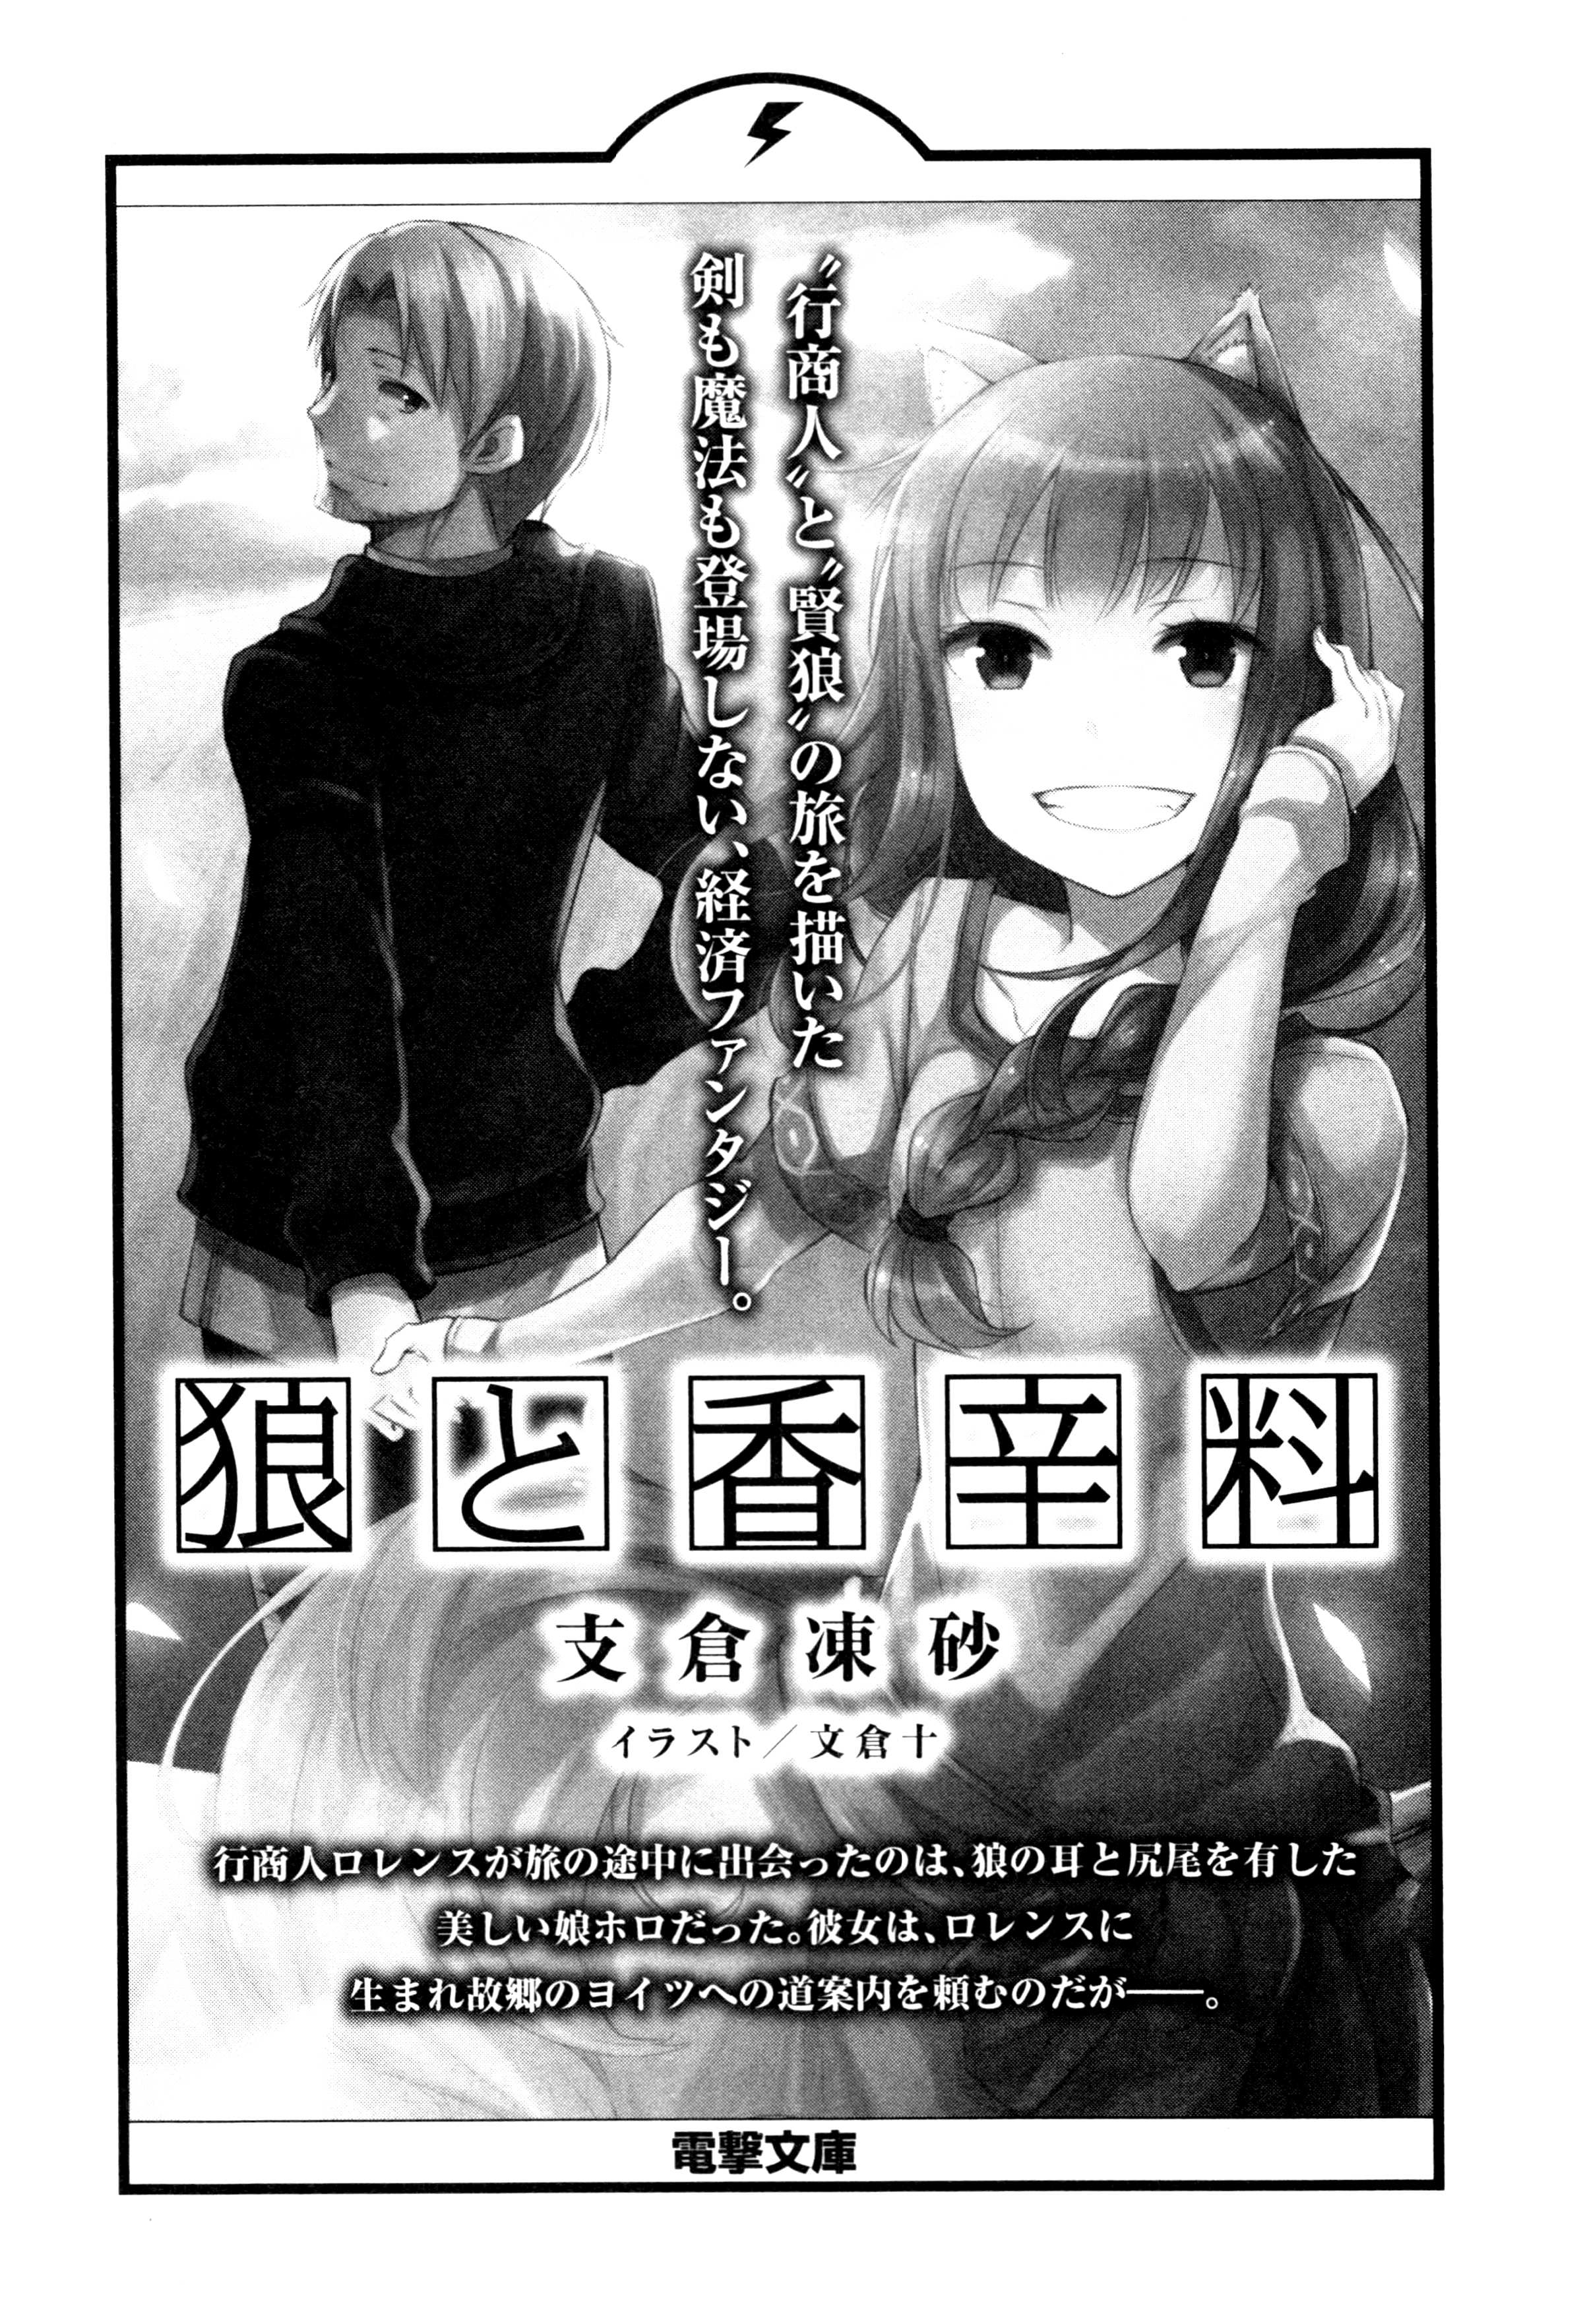 〝行商人〟と〝賢狼〟の旅を描いた
剣も魔法も登場しない、経済ファンタジー。
狼と香辛料
支倉凍砂
イラスト／文倉十
行商人ロレンスが旅の途中に出会ったのは、狼の耳と尻尾を有した
美しい娘ホロだった。彼女は、ロレンスに
生まれ故郷のヨイツへの道案内を頼むのだが――。
電撃文庫